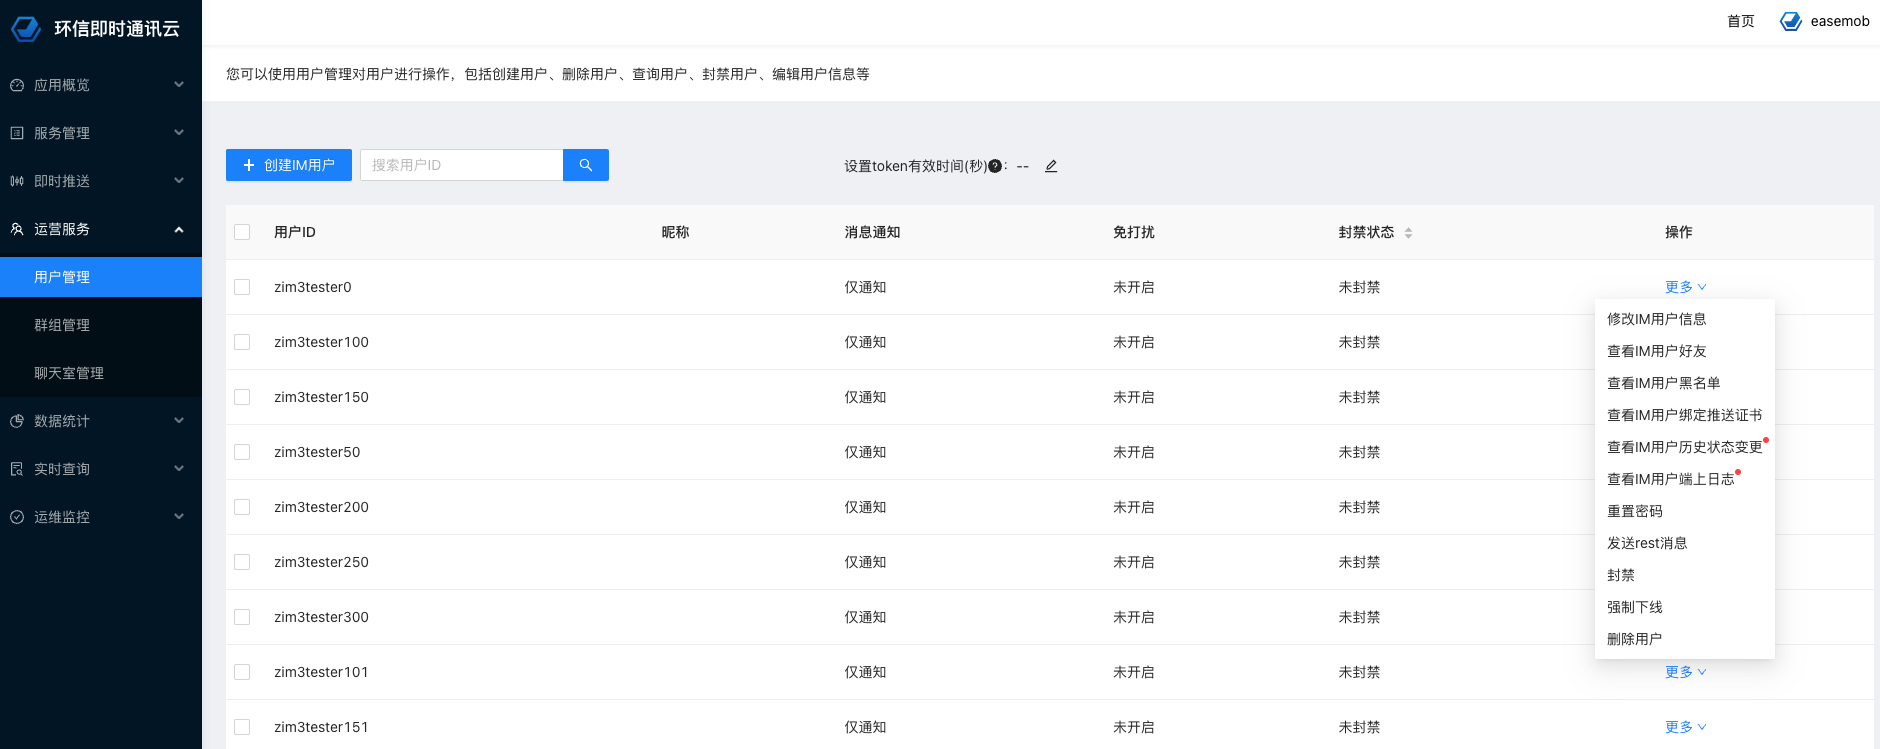 环信即时通讯云
首页 easemob
应用概览
服务管理
即时推送
运营服务
用户管理
群组管理
聊天室管理
数据统计
实时查询
运维监控
您可以使用用户管理对用户进行操作，包括创建用户、删除用户、查询用户、封禁用户、编辑用户信息等
创建IM用户 搜索用户ID 设置token有效时间(秒)?： --
用户ID 昵称 消息通知 免打扰 封禁状态 操作
zim3tester0 仅通知 未开启 未封禁 更多
zim3tester100 仅通知 未开启 未封禁
zim3tester150 仅通知 未开启 未封禁
zim3tester50 仅通知 未开启 未封禁
zim3tester200 仅通知 未开启 未封禁
zim3tester250 仅通知 未开启 未封禁
zim3tester300 仅通知 未开启 未封禁
zim3tester101 仅通知 未开启 未封禁 更多
zim3tester151 仅通知 未开启 未封禁 更多
修改IM用户信息
查看IM用户好友
查看IM用户黑名单
查看IM用户绑定推送证书
查看IM用户历史状态变更
查看IM用户端上日志
重置密码
发送rest消息
封禁
强制下线
删除用户